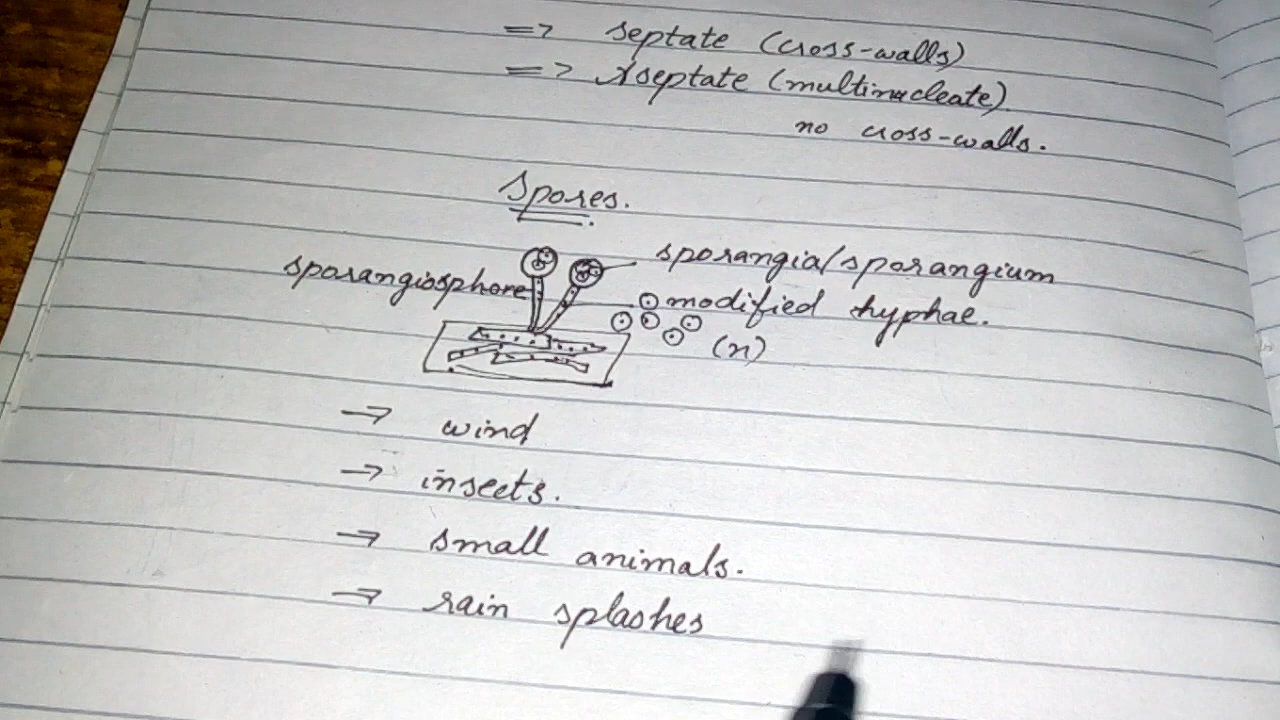 => septate (cross-walls)
=> Aseptate (multinucleate)
no cross-walls.
Spores.
sporangia/sporangium
sporangiosphore
modified hyphae.
(n)
→ wind
→ insects.
→ small animals.
→ rain splashes